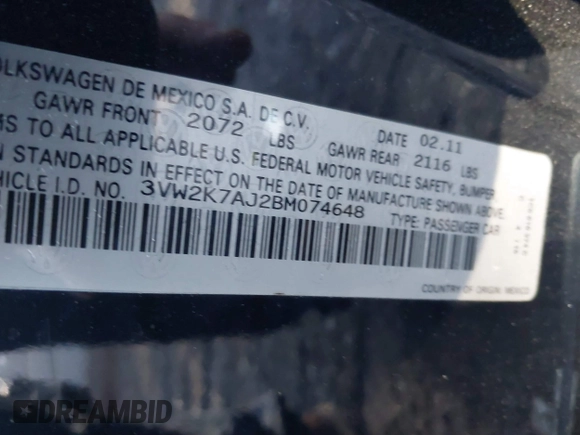 OLKSWAGEN DE MEXICO S.A. DE C.V.
DATE 02.11
GAWR FRONT 2072 LBS GAWR REAR 2116 LBS
MS TO ALL APPLICABLE U.S. FEDERAL MOTOR VEHICLE SAFETY, BUMPER
STANDARDS IN EFFECT ON THE DATE OF MANUFACTURE SHOWN ABOVE.
HICLE I.D. NO. 3VW2K7AJ2BM074648 TYPE: PASSENGER CAR
COUNTRY OF ORIGIN: MEXICO
DREAMBID